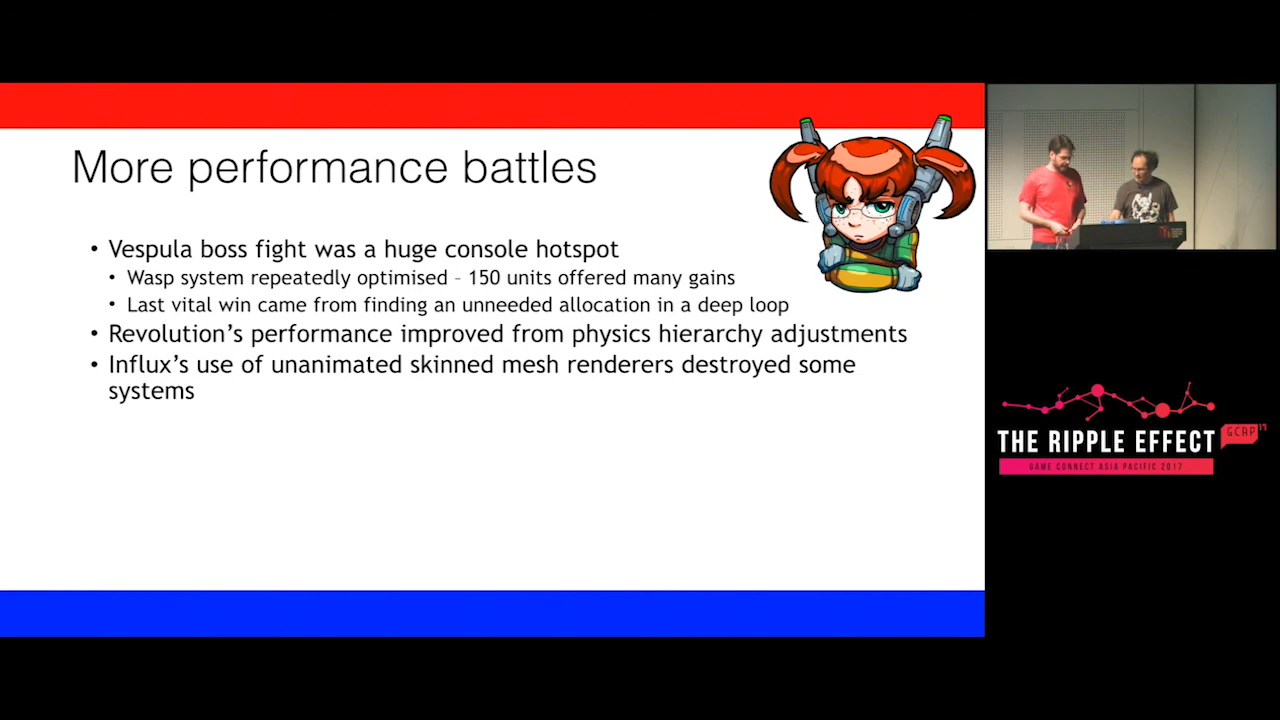 More performance battles
• Vespula boss fight was a huge console hotspot
• Wasp system repeatedly optimised – 150 units offered many gains
• Last vital win came from finding an unneeded allocation in a deep loop
• Revolution's performance improved from physics hierarchy adjustments
• Influx's use of unanimated skinned mesh renderers destroyed some
systems
THE RIPPLE EFFECT
GCAP 17
GAME CONNECT ASIA PACIFIC 2017